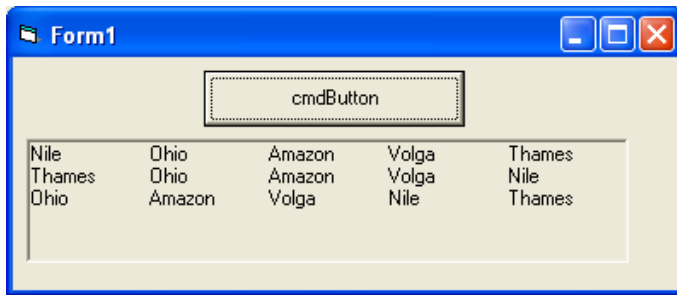 Form1
cmdButton
Nile Ohio Amazon Volga Thames
Thames Ohio Amazon Volga Nile
Ohio Amazon Volga Nile Thames